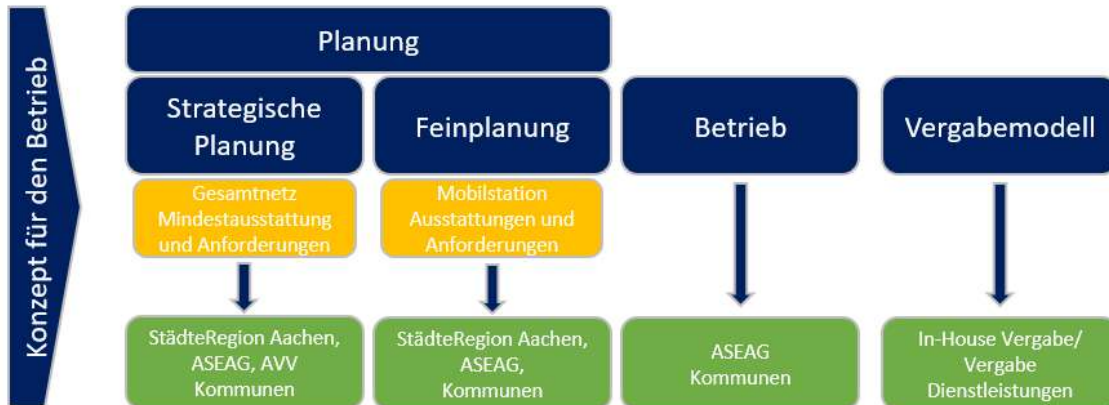 Konzept für den Betrieb
Planung
Strategische
Planung
Feinplanung
Betrieb
Vergabemodell
Gesamtnetz
Mindestausstattung
und Anforderungen
Mobilstation
Ausstattungen und
Anforderungen
StädteRegion Aachen,
ASEAG, AVV
Kommunen
StädteRegion Aachen,
ASEAG,
Kommunen
ASEAG
Kommunen
In-House Vergabe/
Vergabe
Dienstleistungen